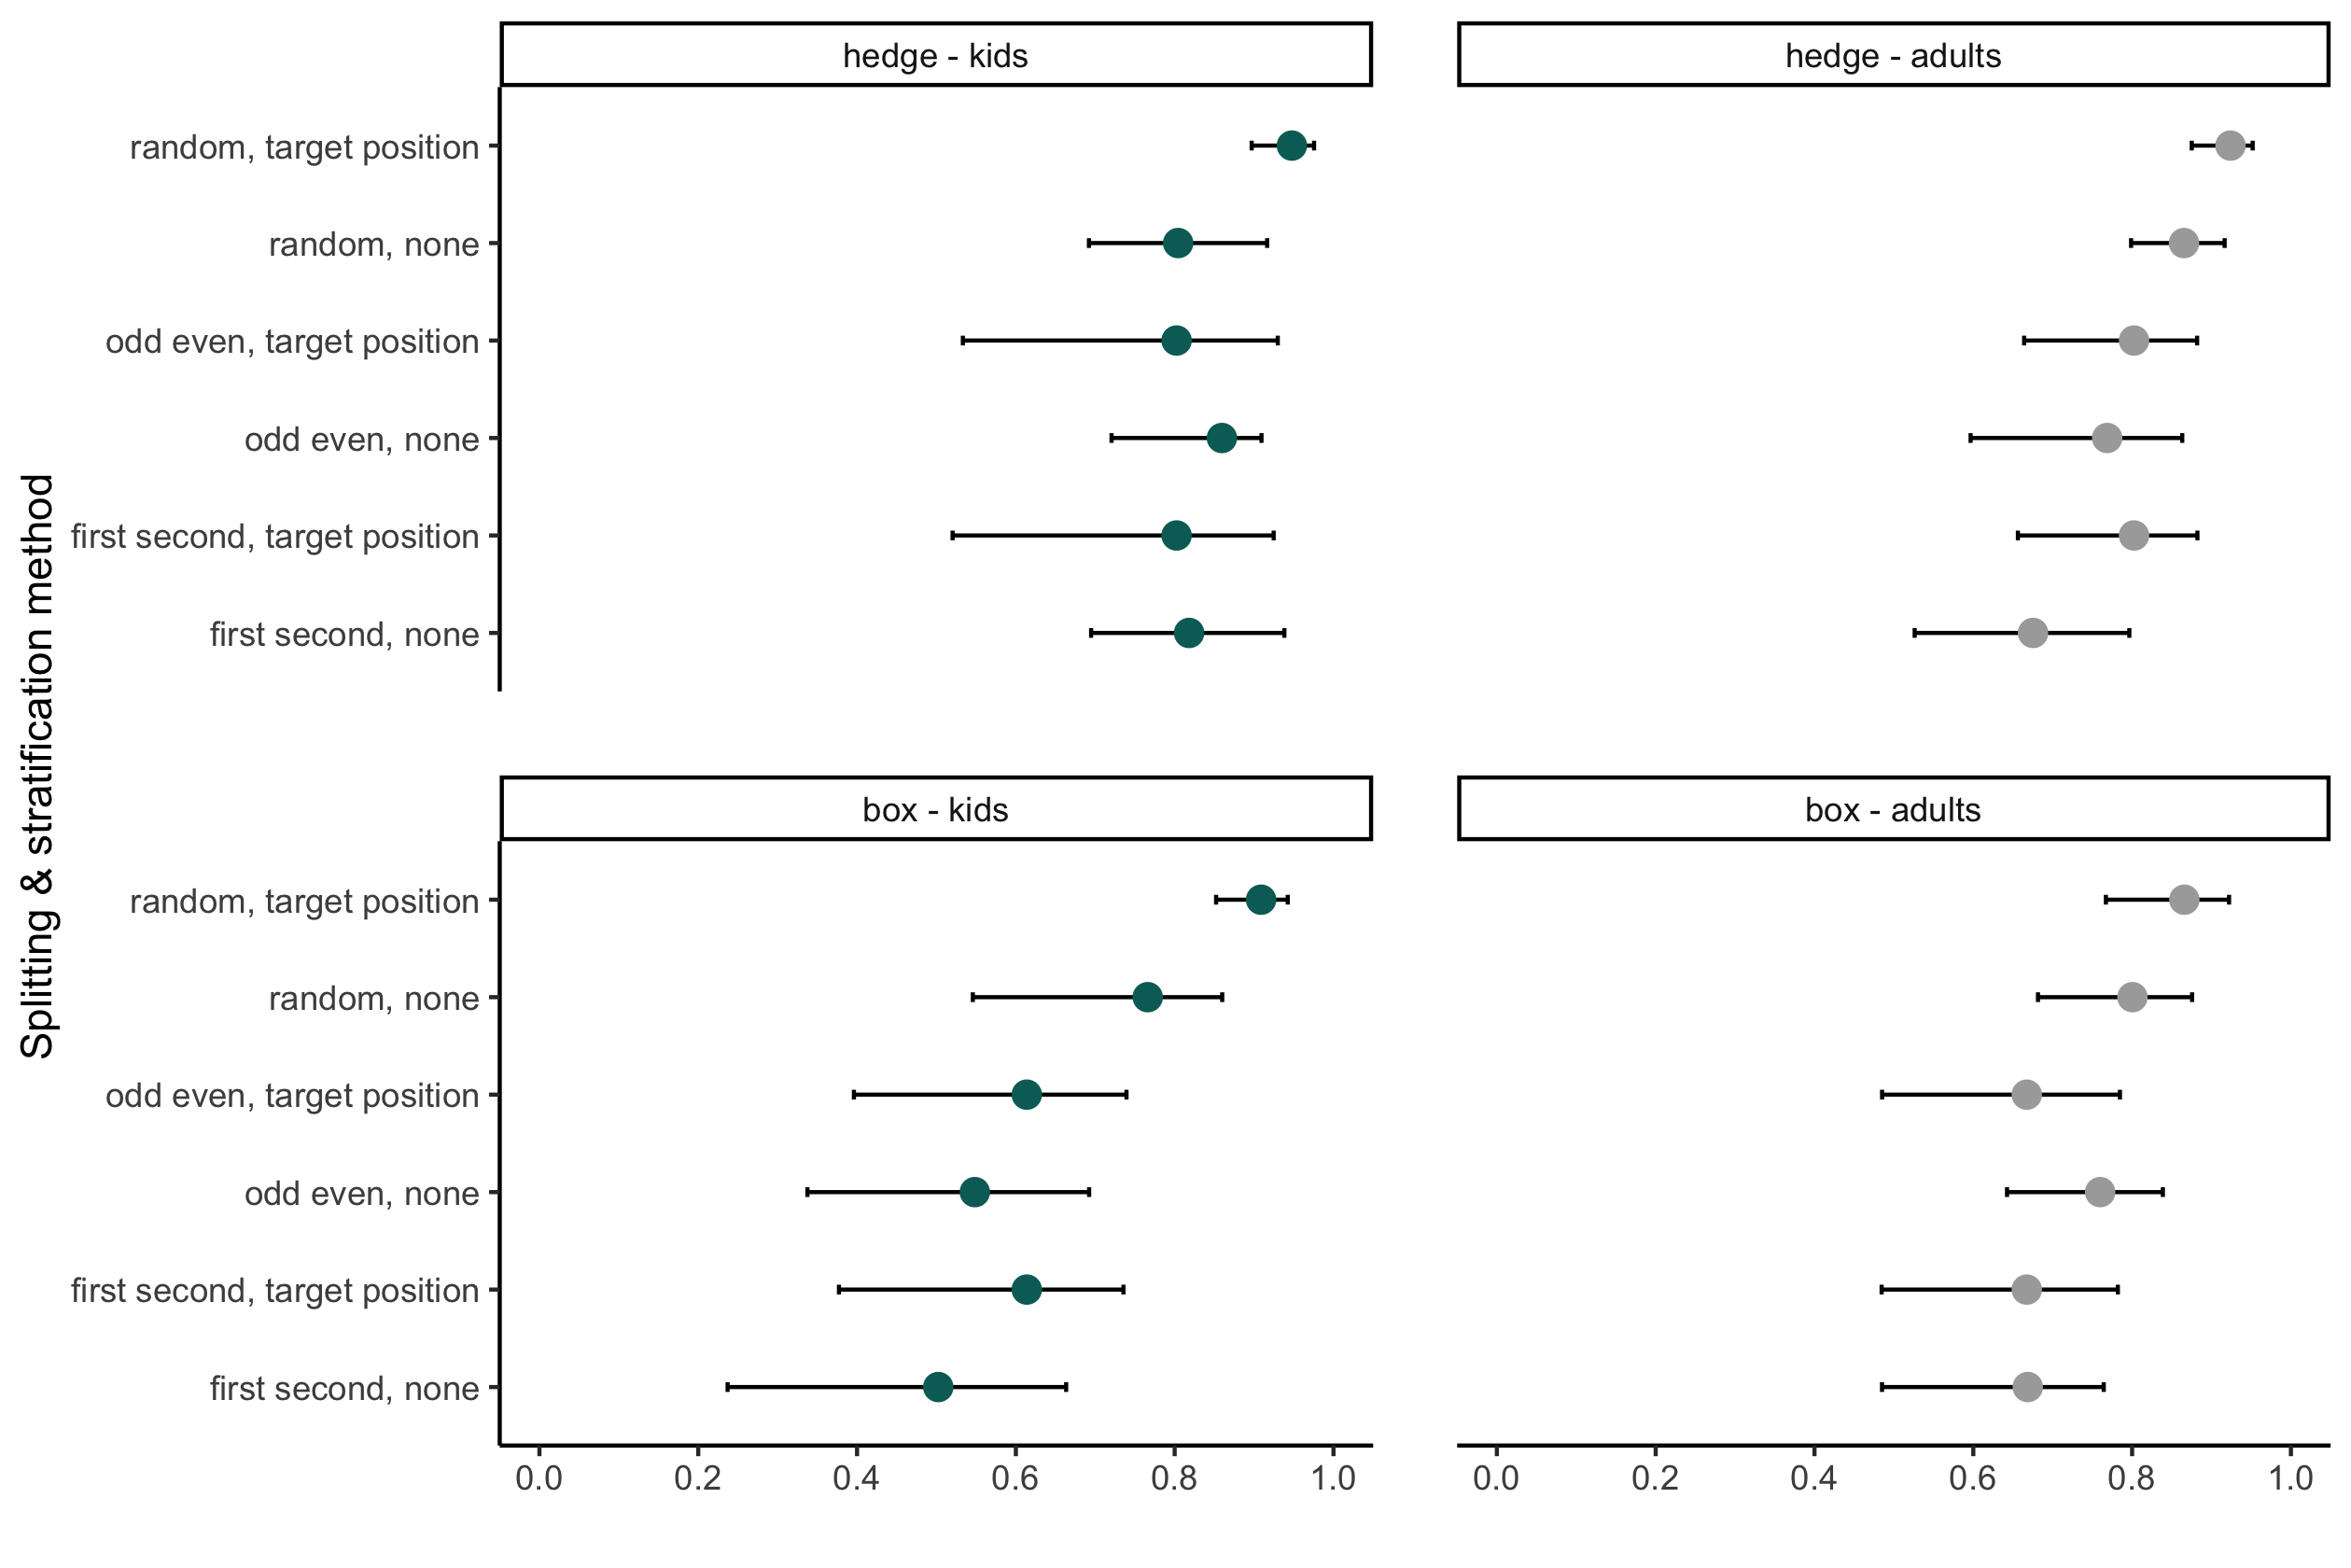 Splitting & stratification method
hedge - kids
hedge - adults
random, target position
random, none
odd even, target position
odd even, none
first second, target position
first second, none
box - kids
box - adults
random, target position
random, none
odd even, target position
odd even, none
first second, target position
first second, none
0.0 0.2 0.4 0.6 0.8 1.0
0.0 0.2 0.4 0.6 0.8 1.0